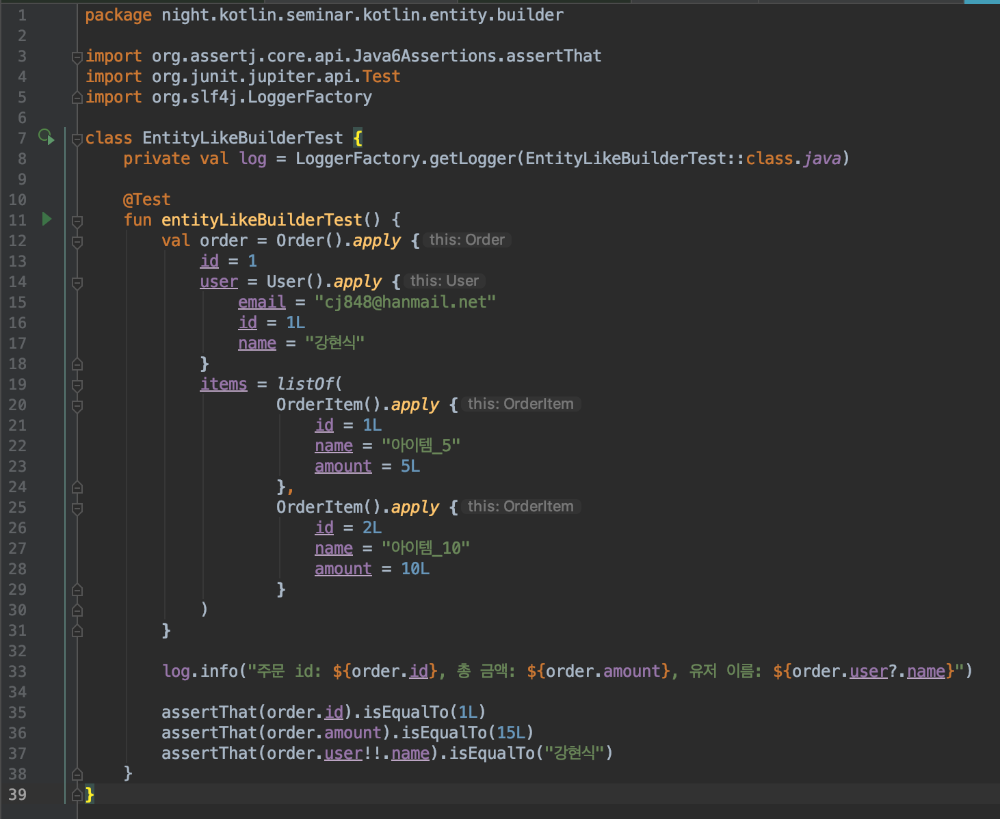 1 package night.kotlin.seminar.kotlin.entity.builder
2
3 import org.assertj.core.api.Java6Assertions.assertThat
4 import org.junit.jupiter.api.Test
5 import org.slf4j.LoggerFactory
6
7 class EntityLikeBuilderTest {
8 private val log = LoggerFactory.getLogger(EntityLikeBuilderTest::class.java)
9
10 @Test
11 fun entityLikeBuilderTest() {
12 val order = Order().apply { this: Order
13 id = 1
14 user = User().apply { this: User
15 email = "cj848@hanmail.net"
16 id = 1L
17 name = "강현식"
18 }
19 items = listOf(
20 OrderItem().apply { this: OrderItem
21 id = 1L
22 name = "아이템_5"
23 amount = 5L
24 },
25 OrderItem().apply { this: OrderItem
26 id = 2L
27 name = "아이템_10"
28 amount = 10L
29 }
30 )
31 }
32
33 log.info("주문 id: ${order.id}, 총 금액: ${order.amount}, 유저 이름: ${order.user?.name}")
34
35 assertThat(order.id).isEqualTo(1L)
36 assertThat(order.amount).isEqualTo(15L)
37 assertThat(order.user!!.name).isEqualTo("강현식")
38 }
39 }